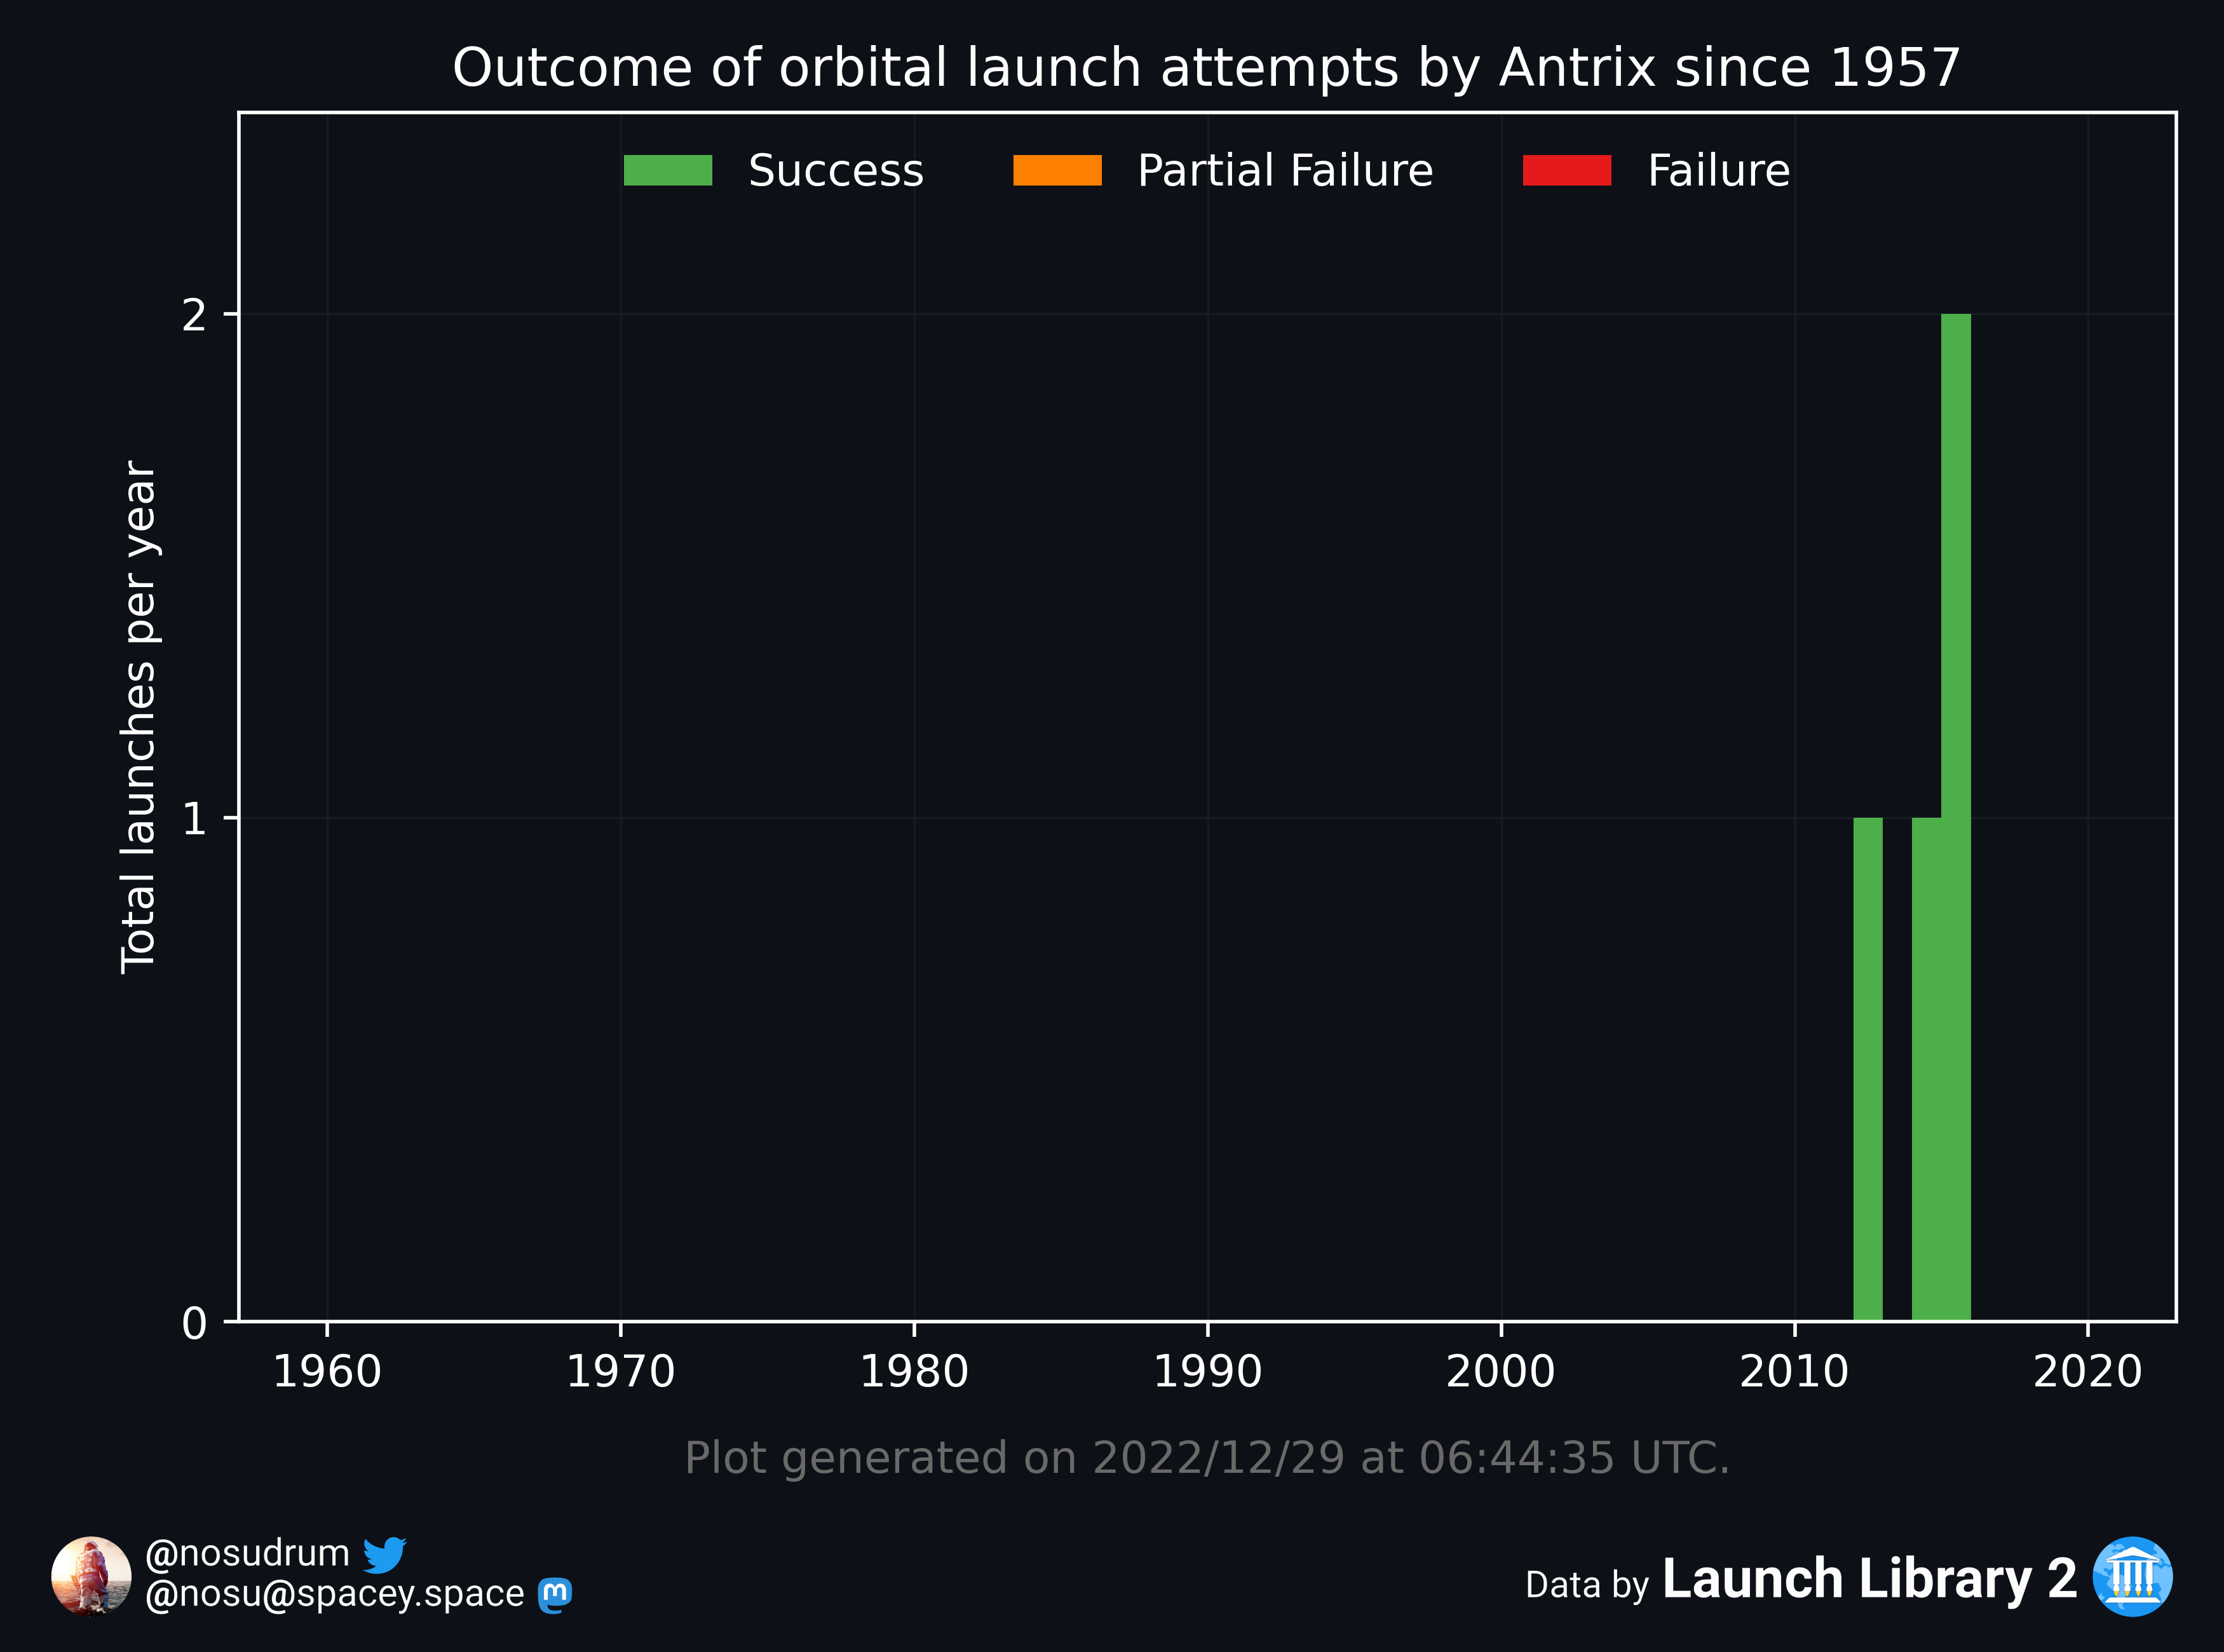 Outcome of orbital launch attempts by Antrix since 1957
Success Partial Failure Failure
Total launches per year
2
1
0
1960 1970 1980 1990 2000 2010 2020
Plot generated on 2022/12/29 at 06:44:35 UTC.
@nosudrum
@nosu@spacey.space
Data by Launch Library 2